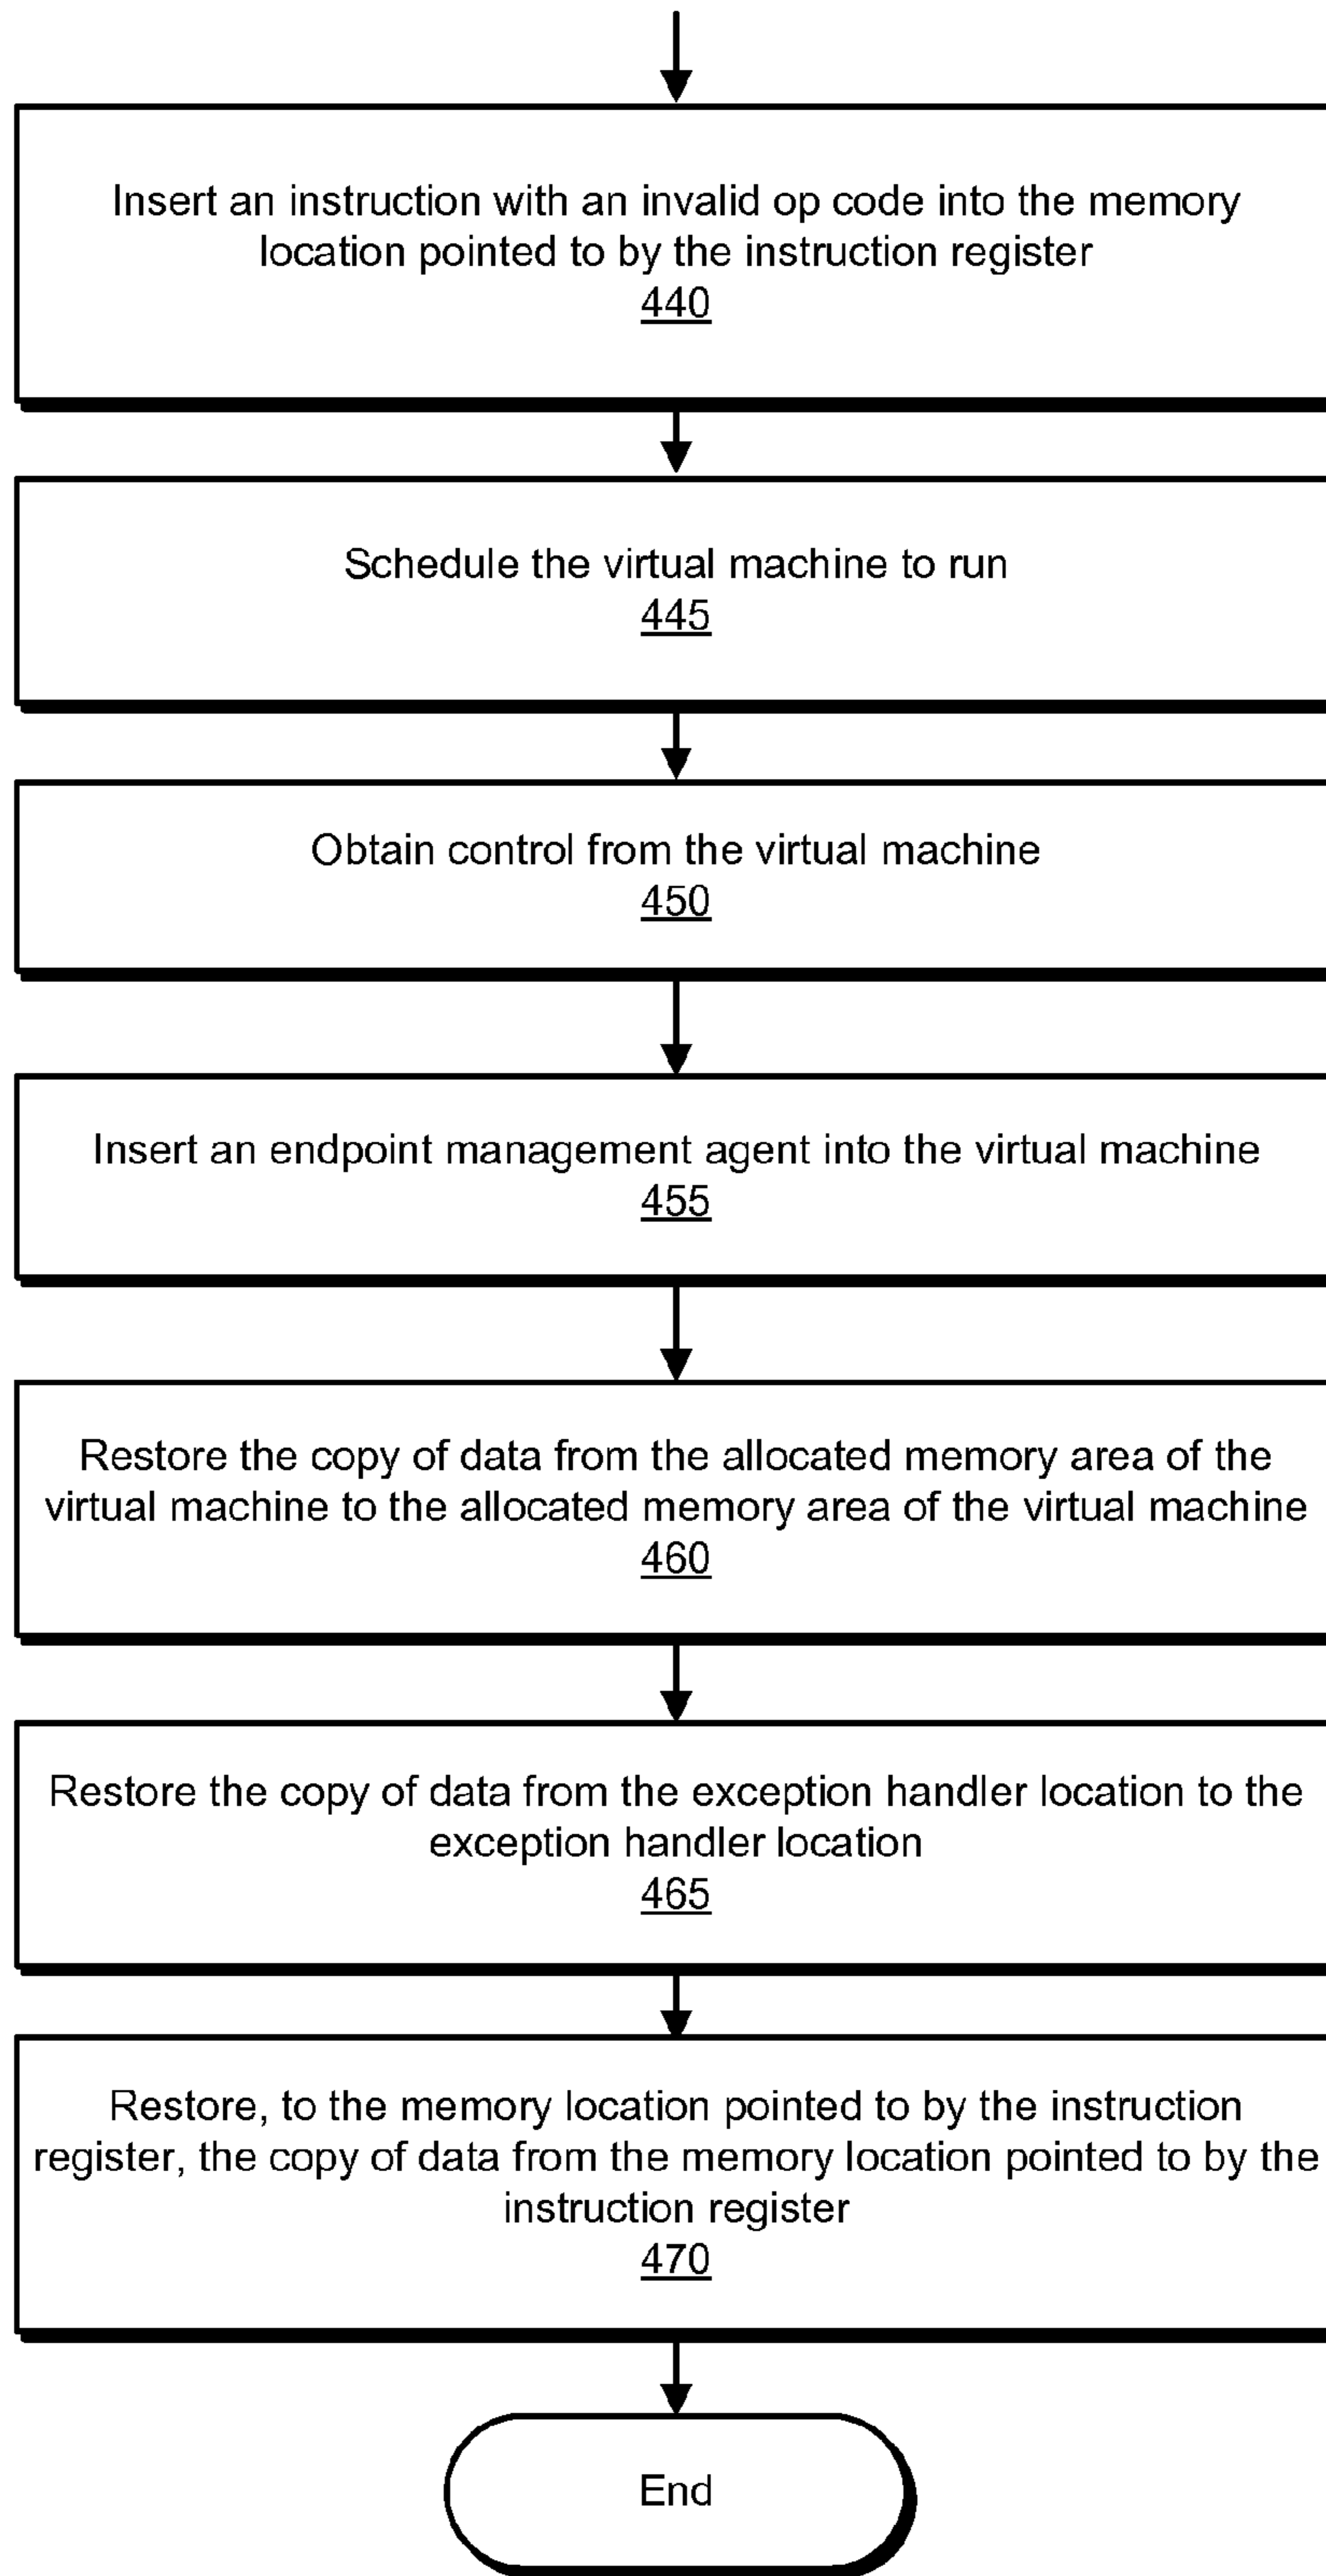 Insert an instruction with an invalid op code into the memory
location pointed to by the instruction register
440
Schedule the virtual machine to run
445
Obtain control from the virtual machine
450
Insert an endpoint management agent into the virtual machine
455
Restore the copy of data from the allocated memory area of the
virtual machine to the allocated memory area of the virtual machine
460
Restore the copy of data from the exception handler location to the
exception handler location
465
Restore, to the memory location pointed to by the instruction
register, the copy of data from the memory location pointed to by the
instruction register
470
End